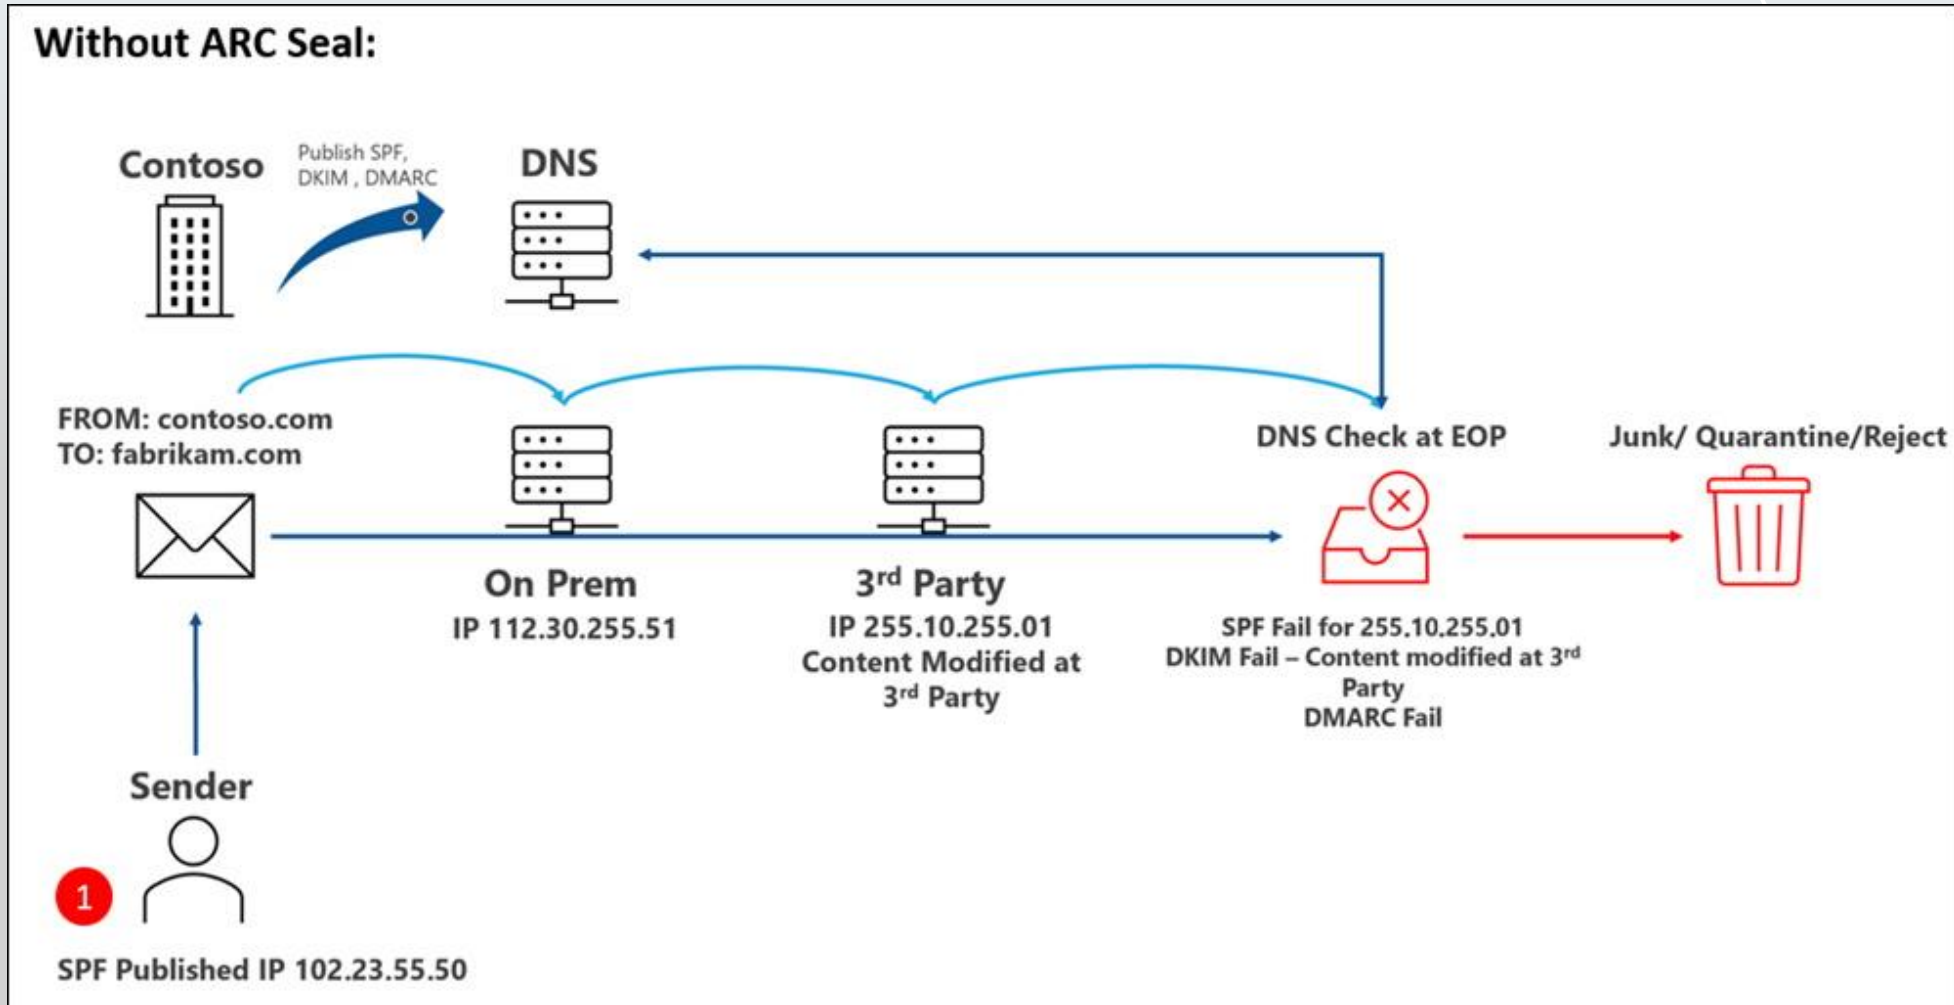 Without ARC Seal:
Contoso
Publish SPF,
DKIM , DMARC
DNS
FROM: contoso.com
TO: fabrikam.com
DNS Check at EOP
Junk/ Quarantine/Reject
On Prem
IP 112.30.255.51
3rd Party
IP 255.10.255.01
Content Modified at
3rd Party
SPF Fail for 255.10.255.01
DKIM Fail – Content modified at 3rd
Party
DMARC Fail
Sender
1
SPF Published IP 102.23.55.50